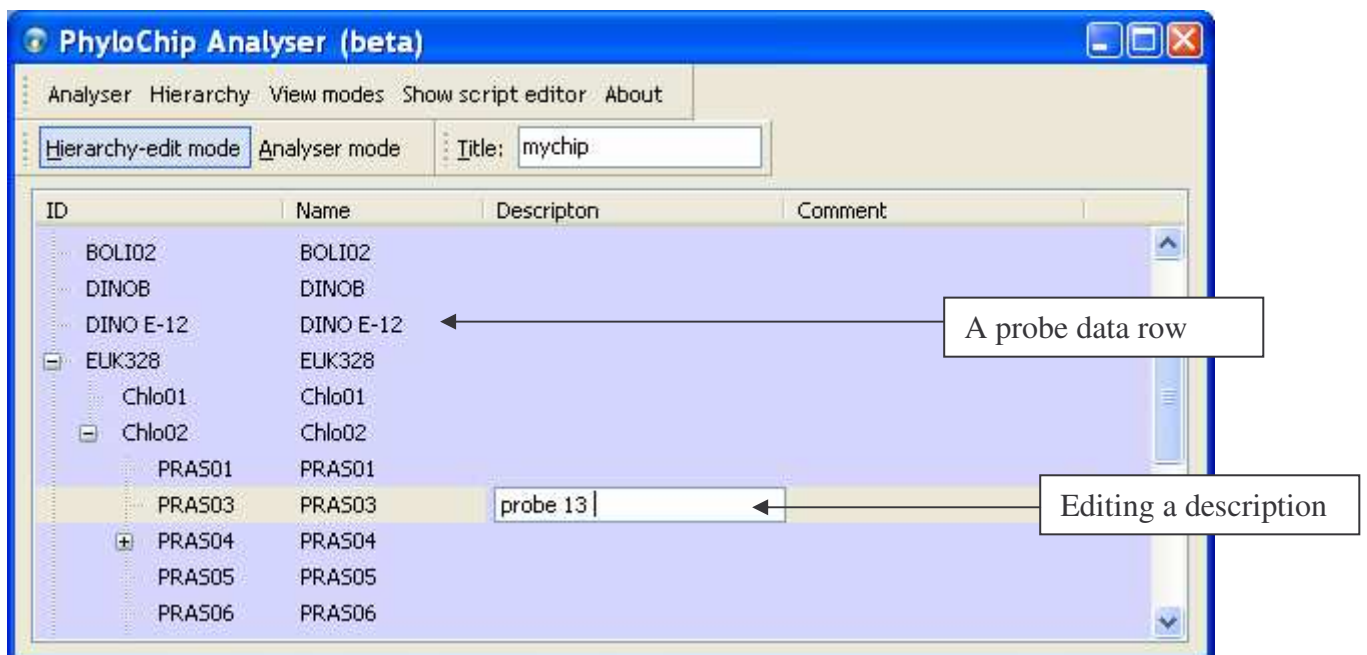 PhyloChip Analyser (beta)
Analyser Hierarchy View modes Show script editor About
Hierarchy-edit mode Analyser mode Title: mychip
ID Name Descripton Comment
BOLI02 BOLI02
DINOB DINOB
DINO E-12 DINO E-12
A probe data row
EUK328 EUK328
Chlo01 Chlo01
Chlo02 Chlo02
PRAS01 PRAS01
PRAS03 PRAS03 probe 13
Editing a description
PRAS04 PRAS04
PRAS05 PRAS05
PRAS06 PRAS06